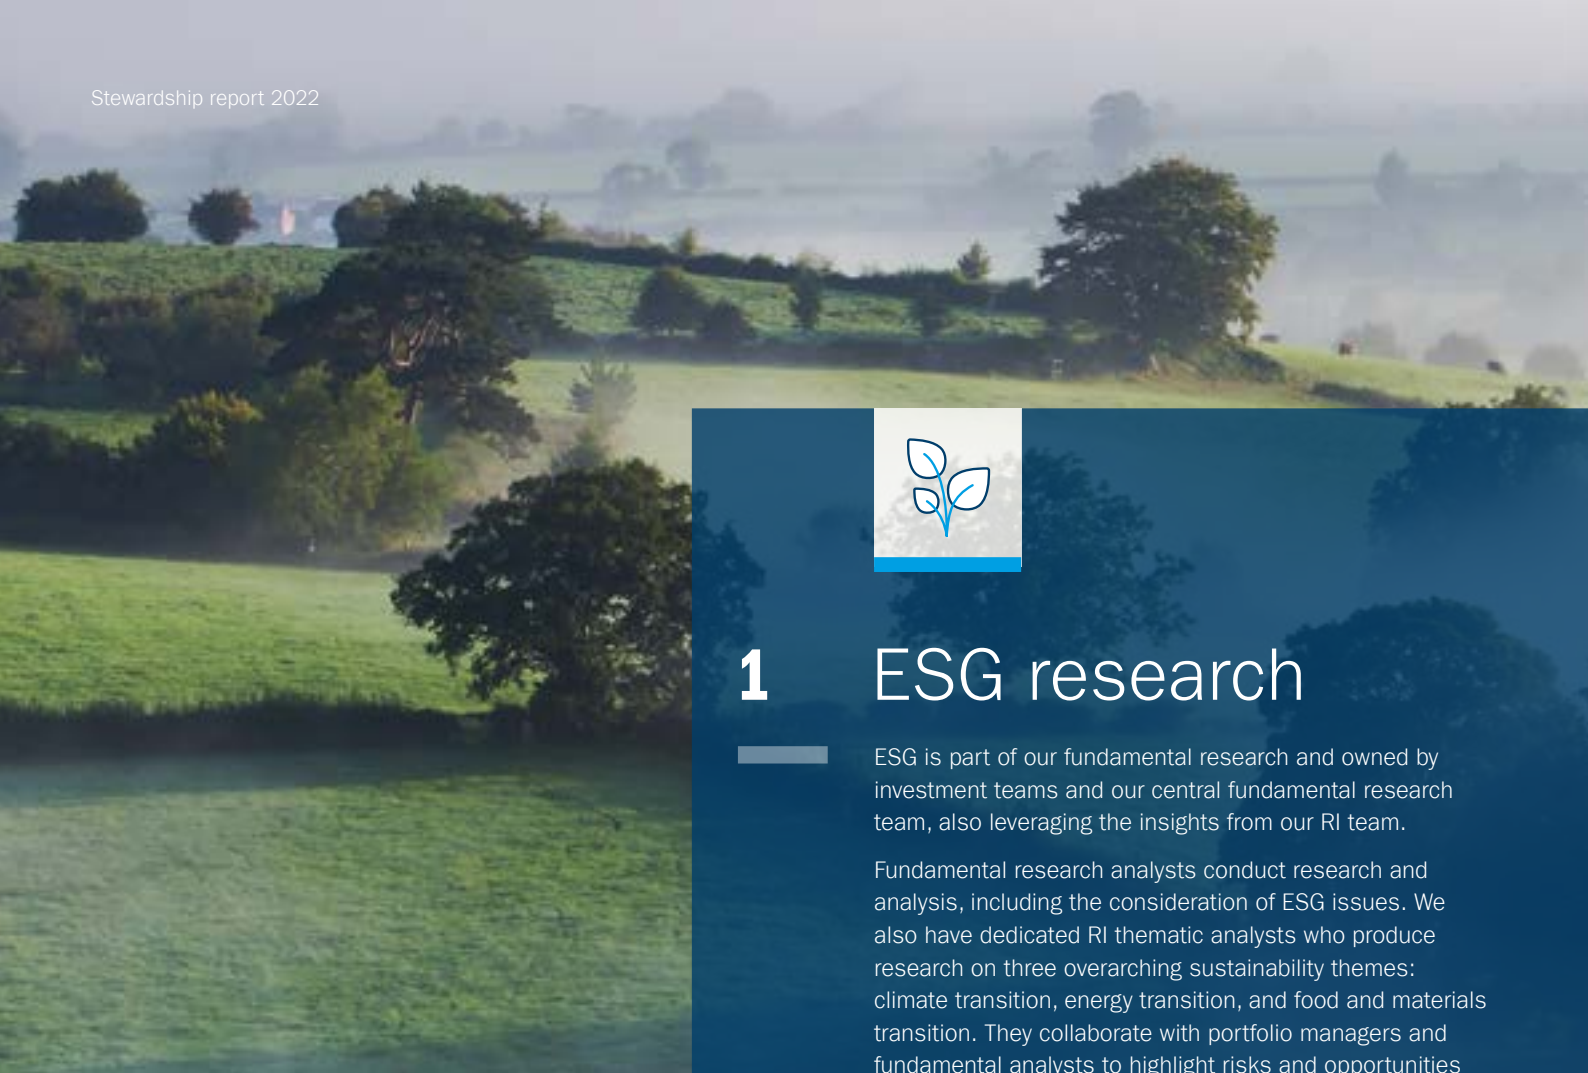 Stewardship report 2022
1
ESG research
ESG is part of our fundamental research and owned by
investment teams and our central fundamental research
team, also leveraging the insights from our RI team.
Fundamental research analysts conduct research and
analysis, including the consideration of ESG issues. We
also have dedicated RI thematic analysts who produce
research on three overarching sustainability themes:
climate transition, energy transition, and food and materials
transition. They collaborate with portfolio managers and
fundamental analysts to highlight risks and opportunities